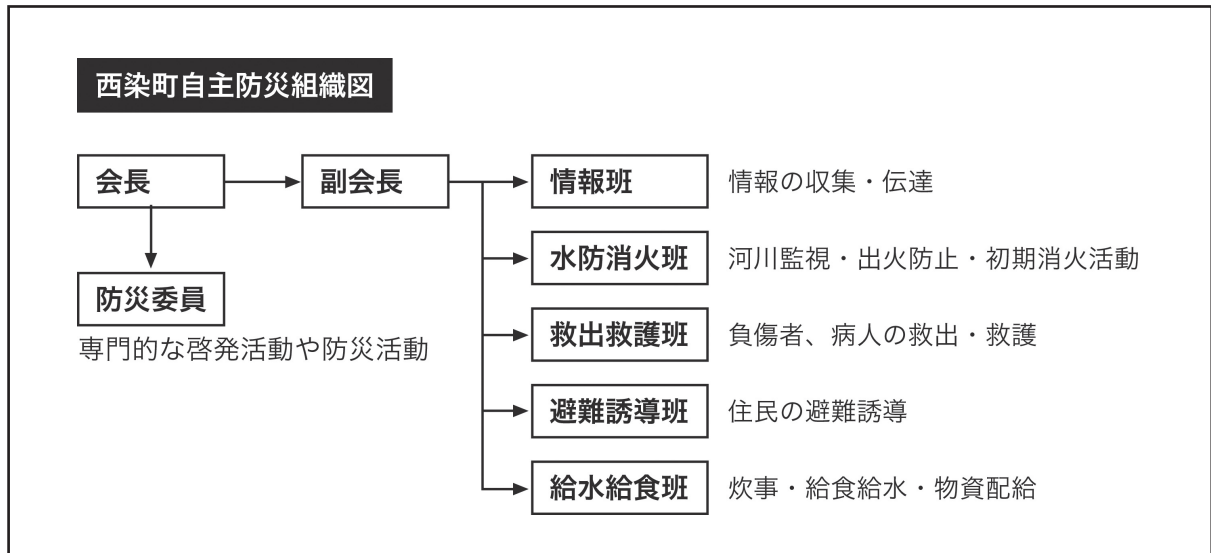 西染町自主防災組織図
会長
副会長
防災委員
専門的な啓発活動や防災活動
情報班 情報の収集・伝達
水防消火班 河川監視・出火防止・初期消火活動
救出救護班 負傷者、病人の救出・救護
避難誘導班 住民の避難誘導
給水給食班 炊事・給食給水・物資配給